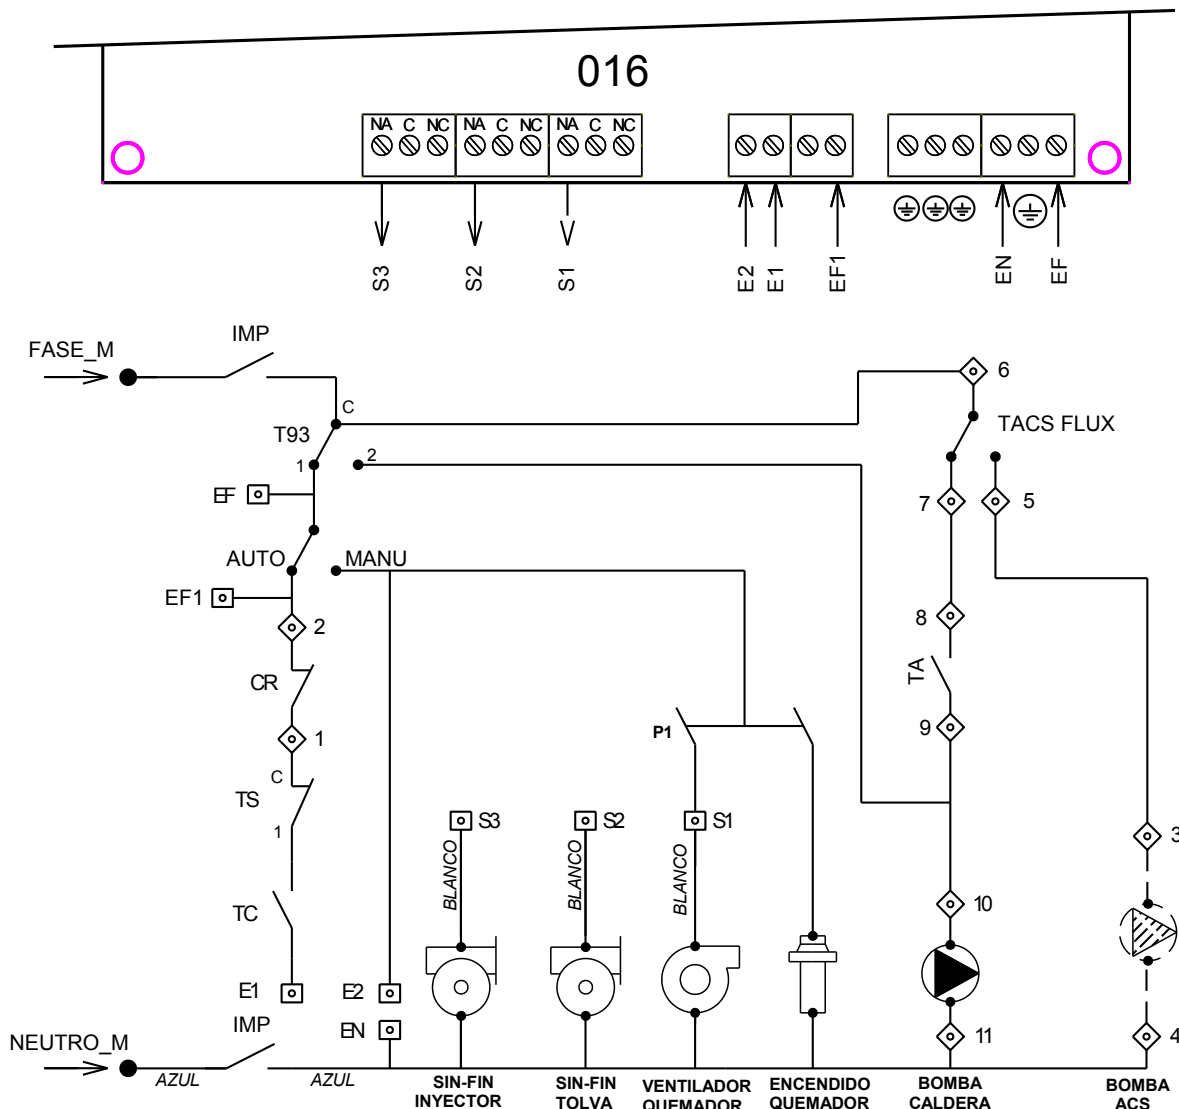 016
NA C NC NA C NC NA C NC
S3 S2 S1 E2 E1 EF1 EN EF
FASE_M
IMP
C
T93
1
2
EF
AUTO
MANU
EF1
2
CR
1
C
TS
1
TC
E1
E2
EN
NEUTRO_M
IMP
AZUL
AZUL
S3
BLANCO
S2
BLANCO
P1
S1
BLANCO
6
TACS FLUX
7
5
8
TA
9
10
11
3
4
SIN-FIN
INYECTOR
SIN-FIN
TOLVA
VENTILADOR
QUEMADOR
ENCENDIDO
QUEMADOR
BOMBA
CALDERA
BOMBA
ACS